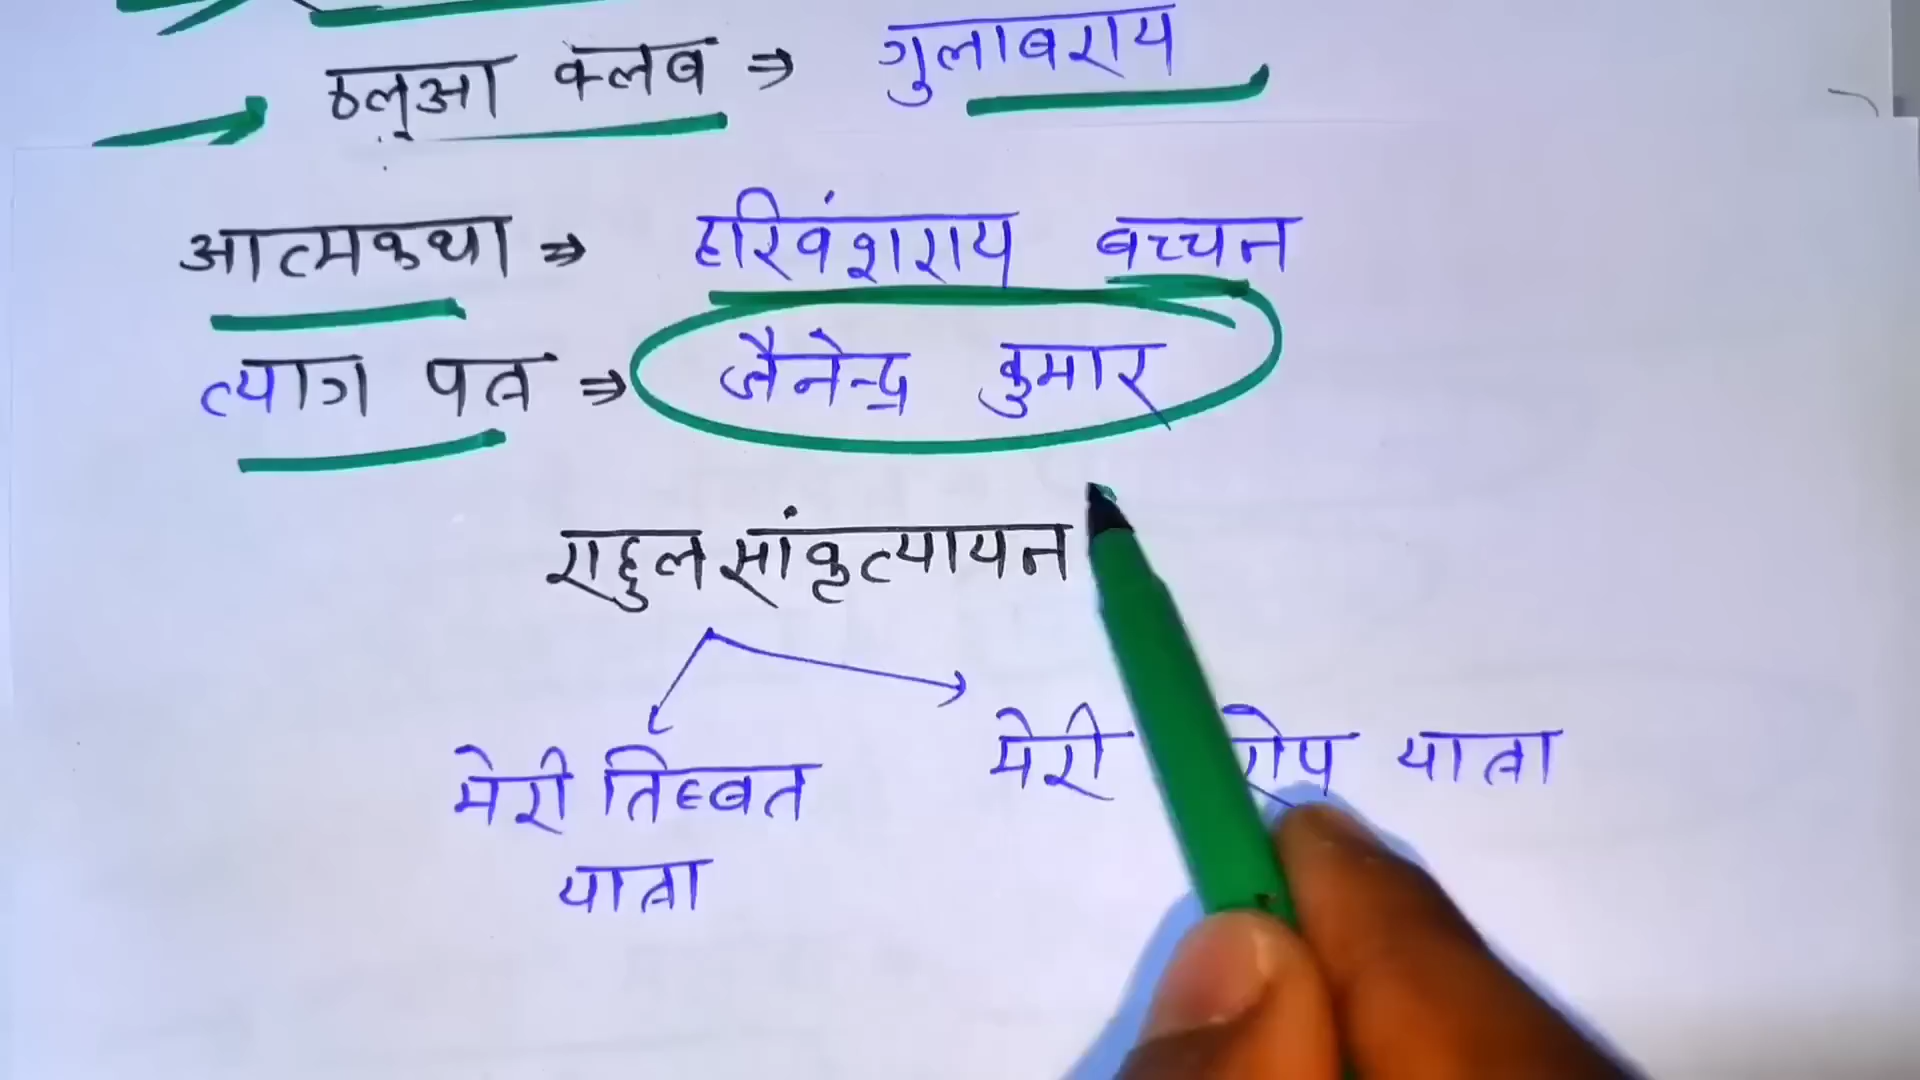 ठलुआ क्लब ⇒ गुलाबराय
आत्मकथा ⇒ हरिवंशराय बच्चन
त्याग पत्र ⇒ जैनेन्द्र कुमार
राहुल सांकृत्यायन
मेरी तिब्बत यात्रा
मेरी रोप यात्रा